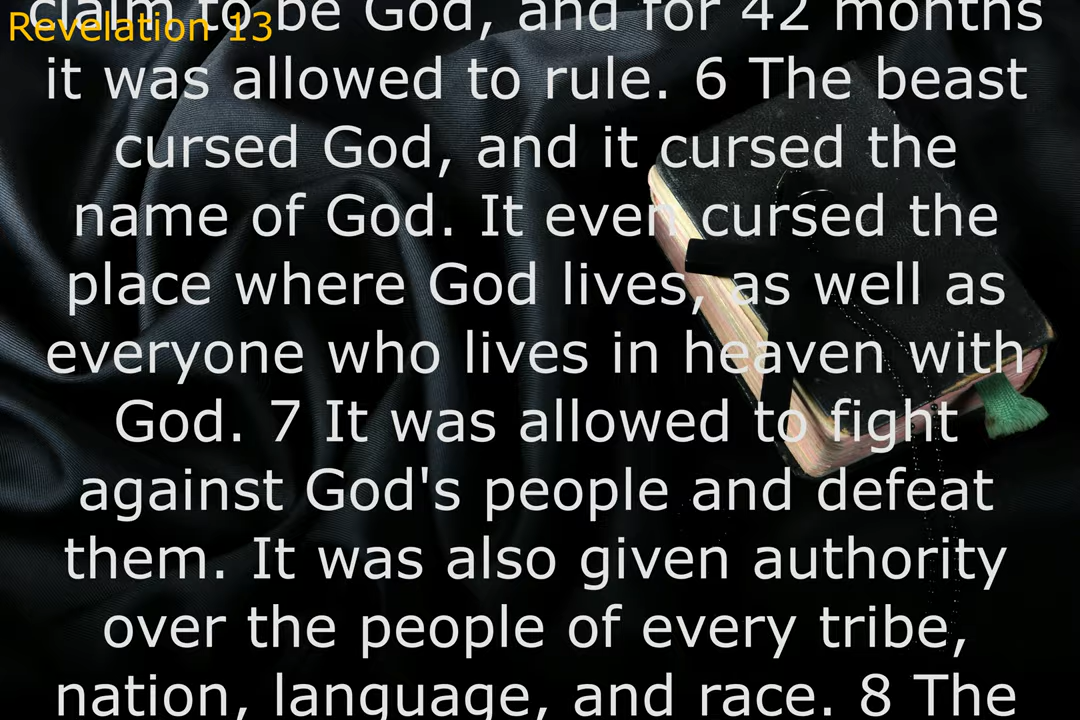 Revelation 13
claim to be God, and for 42 months
it was allowed to rule. 6 The beast
cursed God, and it cursed the
name of God. It even cursed the
place where God lives, as well as
everyone who lives in heaven with
God. 7 It was allowed to fight
against God's people and defeat
them. It was also given authority
over the people of every tribe,
nation, language, and race. 8 The